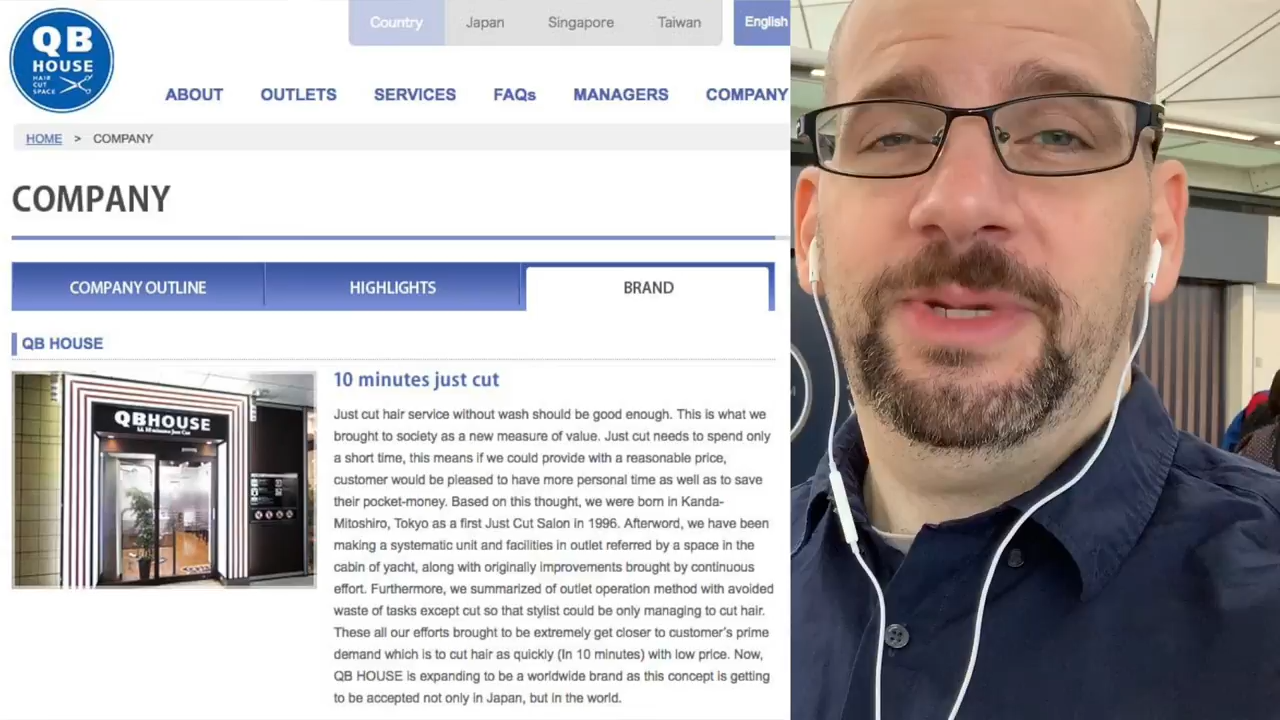 QB
HOUSE
HAIR
CUT
SPACE
Country
Japan
Singapore
Taiwan
English
ABOUT
OUTLETS
SERVICES
FAQs
MANAGERS
COMPANY
HOME > COMPANY
COMPANY
COMPANY OUTLINE
HIGHLIGHTS
BRAND
QB HOUSE
QBHOUSE
10 minutes just cut
Just cut hair service without wash should be good enough. This is what we
brought to society as a new measure of value. Just cut needs to spend only
a short time, this means if we could provide with a reasonable price,
customer would be pleased to have more personal time as well as to save
their pocket-money. Based on this thought, we were born in Kanda-
Mitoshiro, Tokyo as a first Just Cut Salon in 1996. Afterword, we have been
making a systematic unit and facilities in outlet referred by a space in the
cabin of yacht, along with originally improvements brought by continuous
effort. Furthermore, we summarized of outlet operation method with avoided
waste of tasks except cut so that stylist could be only managing to cut hair.
These all our efforts brought to be extremely get closer to customer's prime
demand which is to cut hair as quickly (In 10 minutes) with low price. Now,
QB HOUSE is expanding to be a worldwide brand as this concept is getting
to be accepted not only in Japan, but in the world.